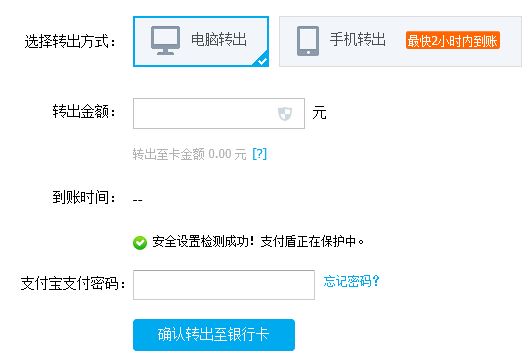 选择转出方式： 电脑转出 手机转出 最快2小时内到账
转出金额： 元
转出至卡金额 0.00 元 [?]
到账时间： --
安全设置检测成功！支付盾正在保护中。
支付宝支付密码： 忘记密码?
确认转出至银行卡